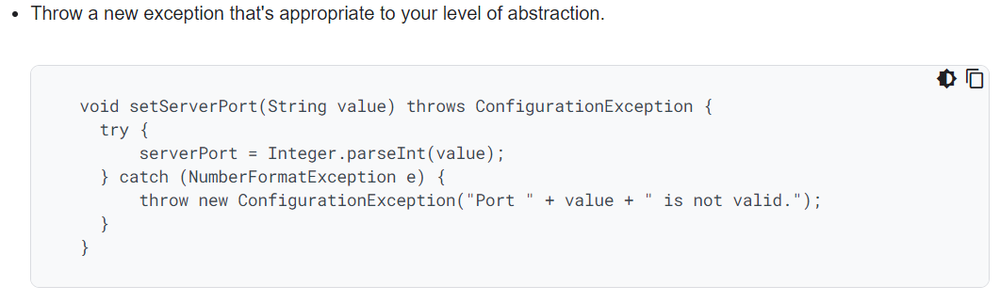 • Throw a new exception that's appropriate to your level of abstraction.
void setServerPort(String value) throws ConfigurationException {
  try {
      serverPort = Integer.parseInt(value);
  } catch (NumberFormatException e) {
      throw new ConfigurationException("Port " + value + " is not valid.");
  }
}